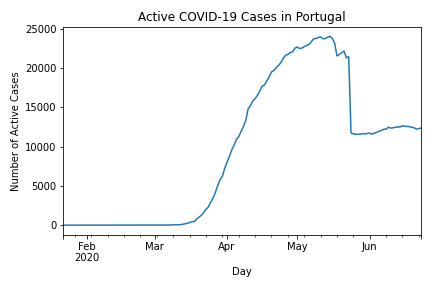 Active COVID-19 Cases in Portugal
Number of Active Cases
25000
20000
15000
10000
5000
0
Feb
2020
Mar
Apr
May
Jun
Day